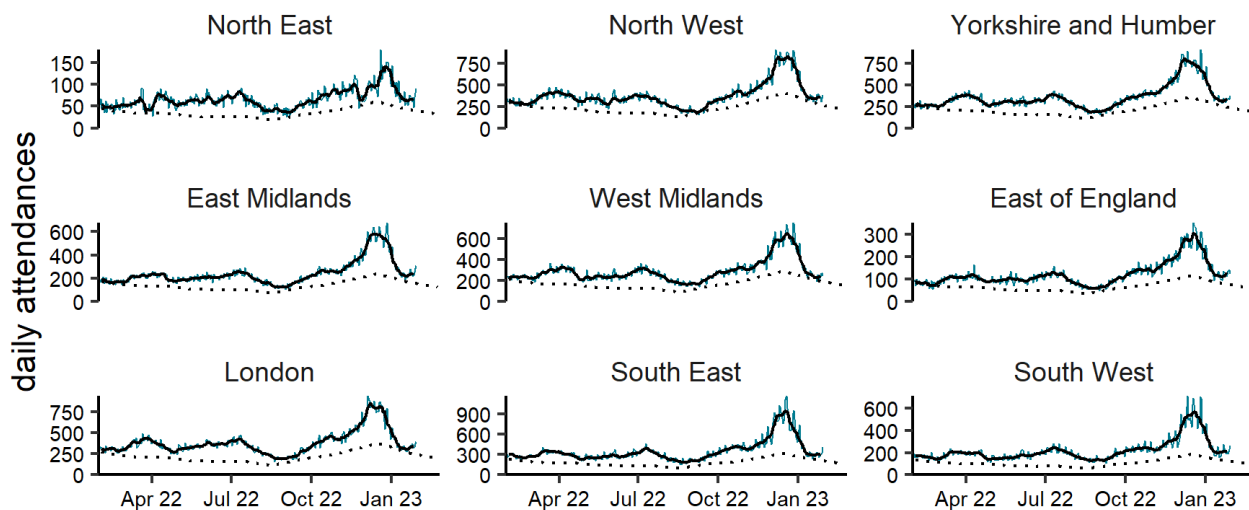 daily attendances
North East
150
100
50
0
North West
750
500
250
0
Yorkshire and Humber
750
500
250
0
East Midlands
600
400
200
0
West Midlands
600
400
200
0
East of England
300
200
100
0
London
750
500
250
0
South East
900
600
300
0
South West
600
400
200
0
Apr 22 Jul 22 Oct 22 Jan 23
Apr 22 Jul 22 Oct 22 Jan 23
Apr 22 Jul 22 Oct 22 Jan 23